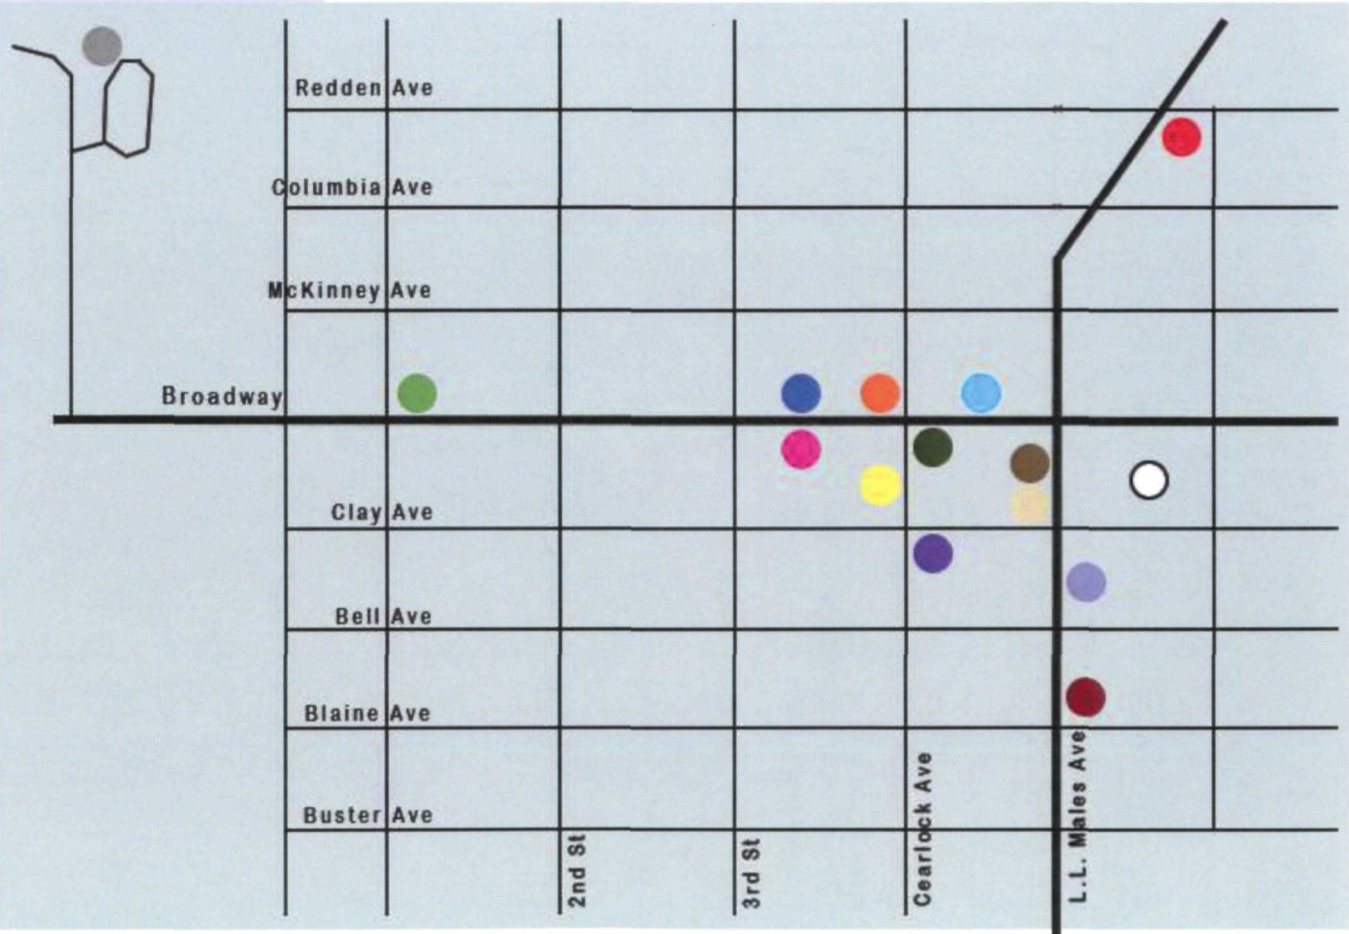 Redden Ave
Columbia Ave
McKinney Ave
Broadway
Clay Ave
Bell Ave
Blaine Ave
Buster Ave
2nd St
3rd St
Cearlock Ave
L.L. Males Ave